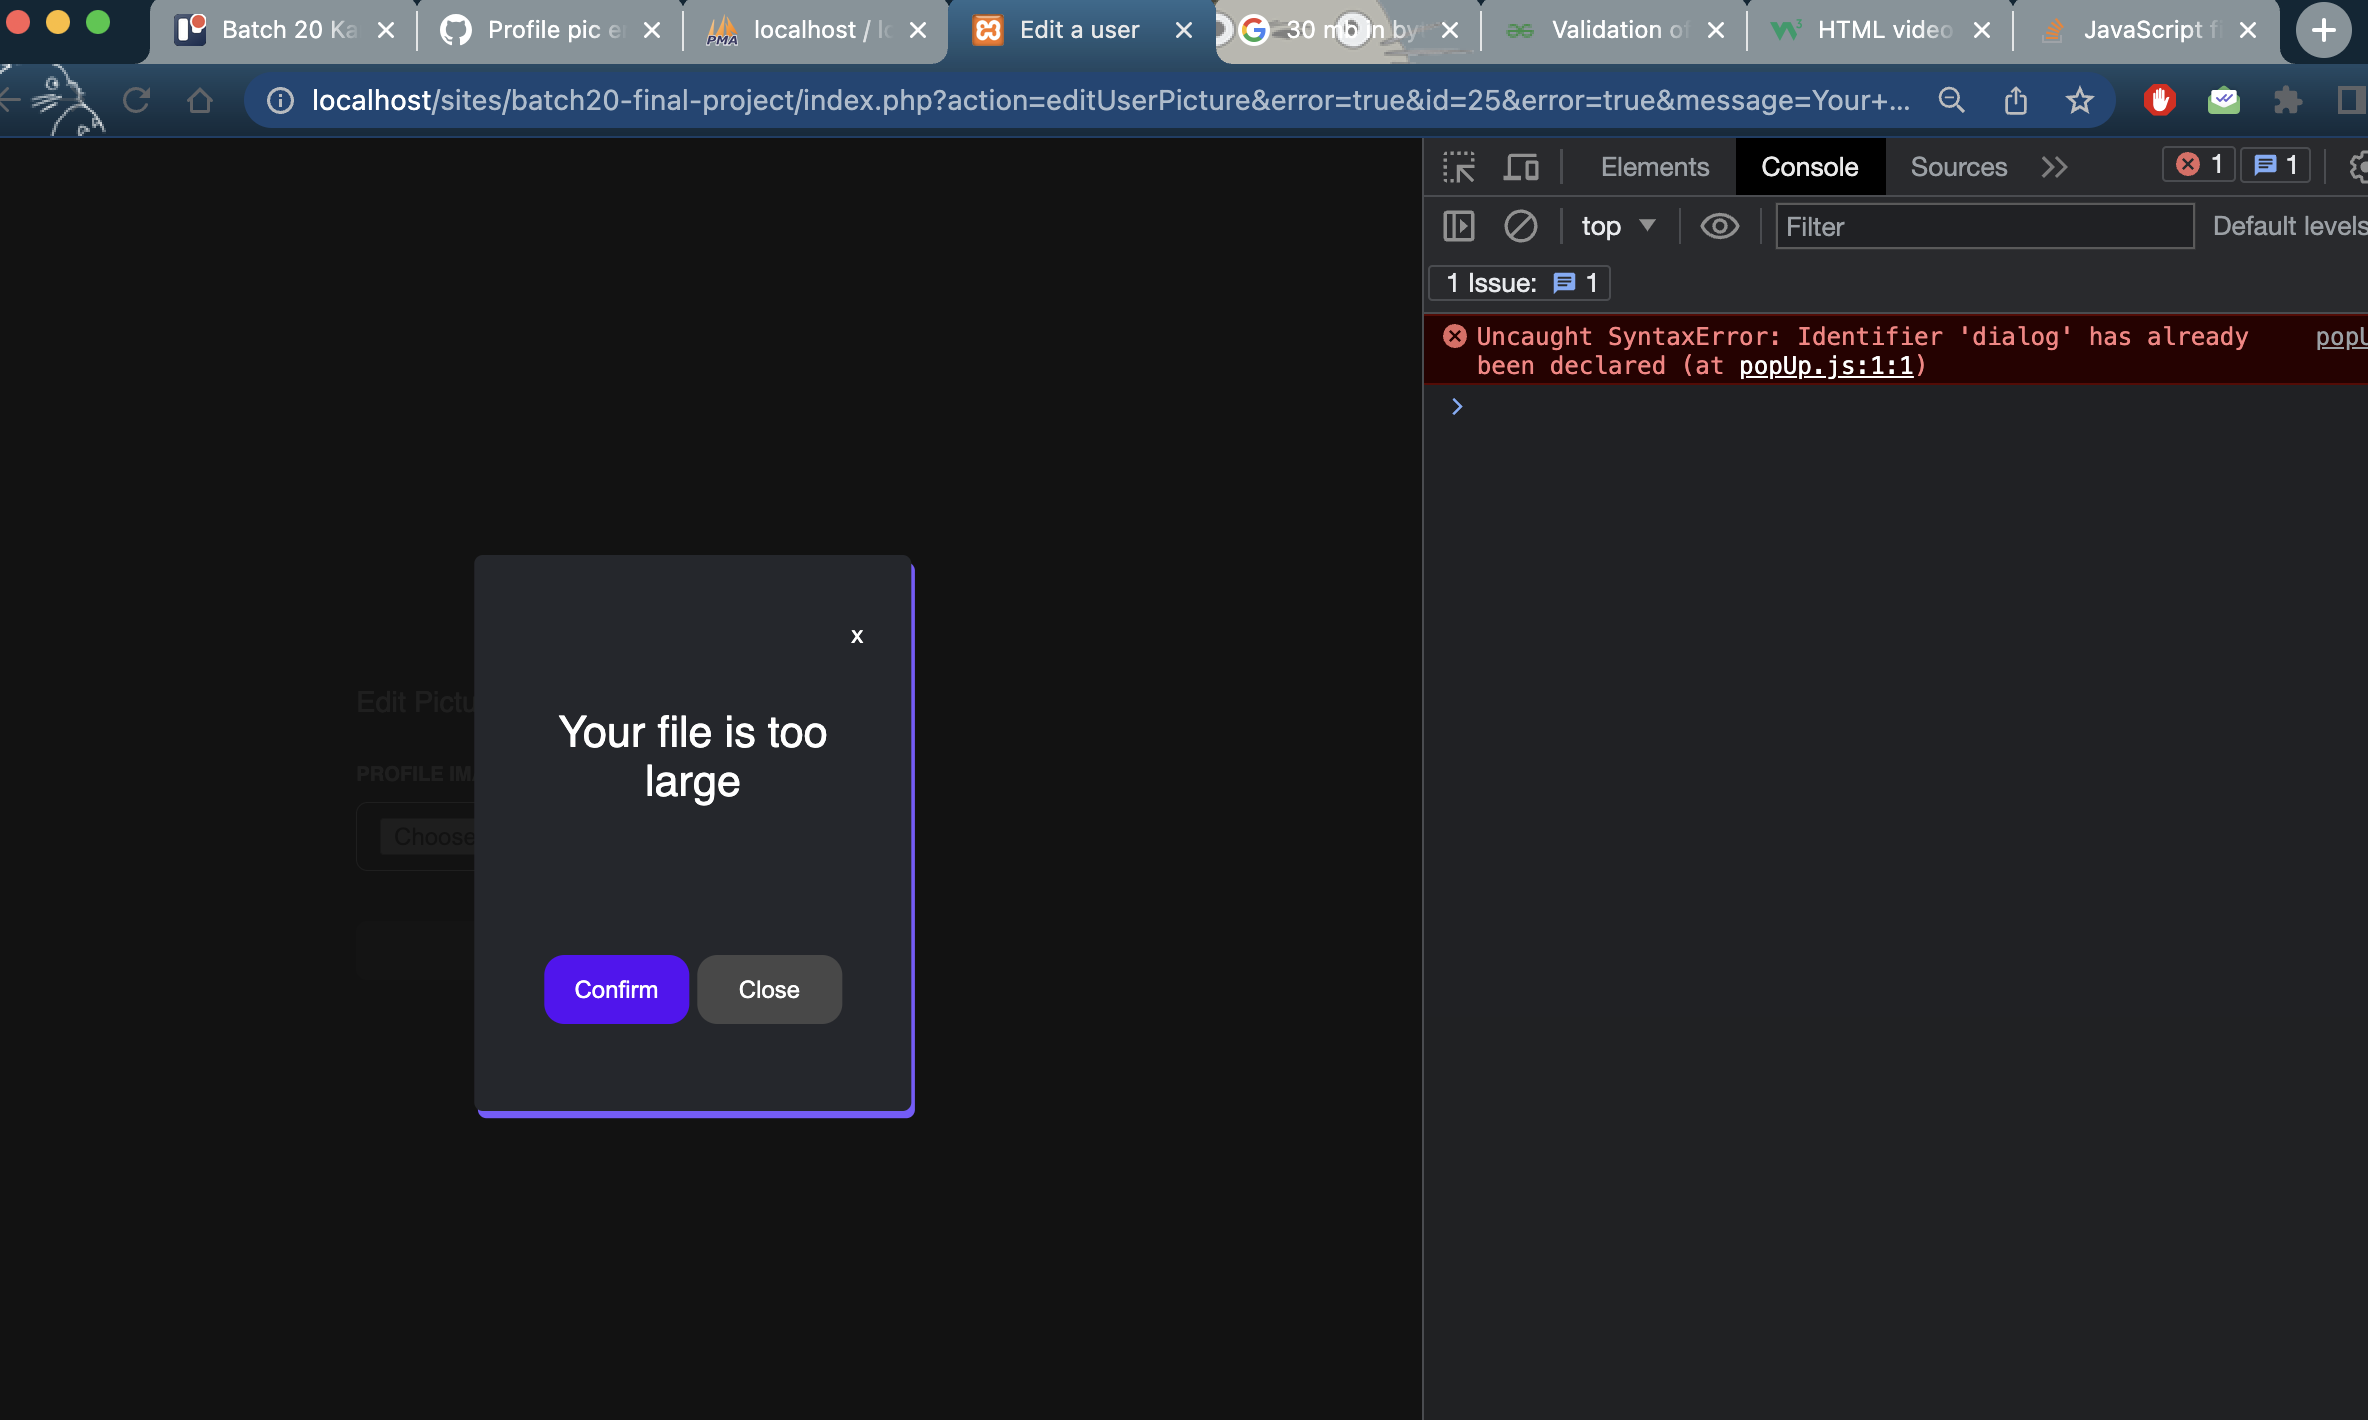 Batch 20 Ka
Profile pic e
localhost / lo
Edit a user
30 mb in by
Validation of
HTML video
JavaScript fi
localhost/sites/batch20-final-project/index.php?action=editUserPicture&error=true&id=25&error=true&message=Your+...
Elements
Console
Sources
1
1
top
Filter
Default levels
1 Issue:
1
Uncaught SyntaxError: Identifier 'dialog' has already
popU
been declared (at popUp.js:1:1)
x
Edit Pictu
Your file is too
large
PROFILE IMA
Choose
Confirm
Close